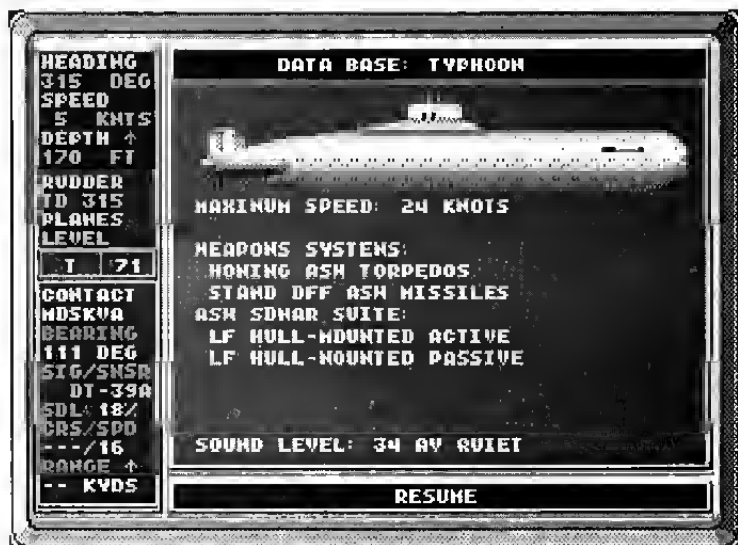 HEADING
315 DEG
SPEED
5 KNTS
DEPTH ↑
170 FT
RUDDER
TO 315
PLANES
LEVEL
T 71
CONTACT
MOSKVA
BEARING
111 DEG
SIG/SNSR
DT-39A
SOL: 18%
CRS/SPD
---/16
RANGE ↑
-- KYDS
DATA BASE: TYPHOON
MAXIMUM SPEED: 24 KNOTS
WEAPONS SYSTEMS:
HOMING ASW TORPEDOS
STAND OFF ASW MISSILES
ASW SONAR SUITE:
LF HULL-MOUNTED ACTIVE
LF HULL-MOUNTED PASSIVE
SOUND LEVEL: 34 AV QUIET
RESUME